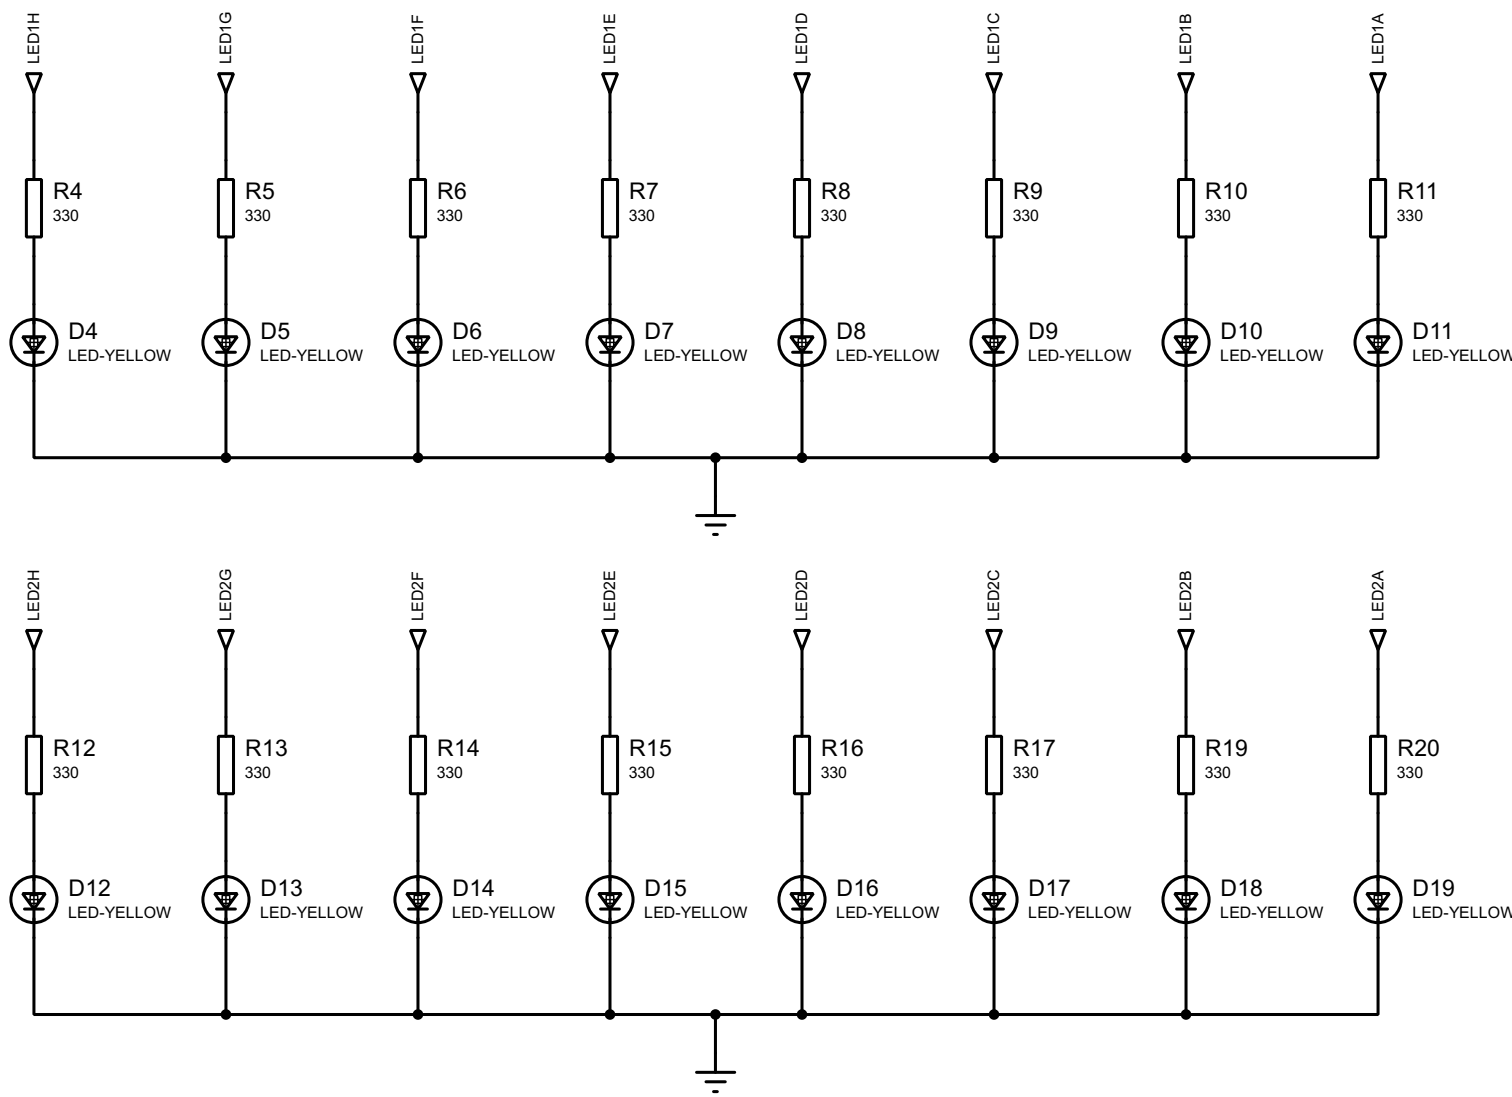 LED1H LED1G LED1F LED1E LED1D LED1C LED1B LED1A
R4 R5 R6 R7 R8 R9 R10 R11
330 330 330 330 330 330 330 330
D4 D5 D6 D7 D8 D9 D10 D11
LED-YELLOW LED-YELLOW LED-YELLOW LED-YELLOW LED-YELLOW LED-YELLOW LED-YELLOW LED-YELLOW
LED2H LED2G LED2F LED2E LED2D LED2C LED2B LED2A
R12 R13 R14 R15 R16 R17 R19 R20
330 330 330 330 330 330 330 330
D12 D13 D14 D15 D16 D17 D18 D19
LED-YELLOW LED-YELLOW LED-YELLOW LED-YELLOW LED-YELLOW LED-YELLOW LED-YELLOW LED-YELLOW